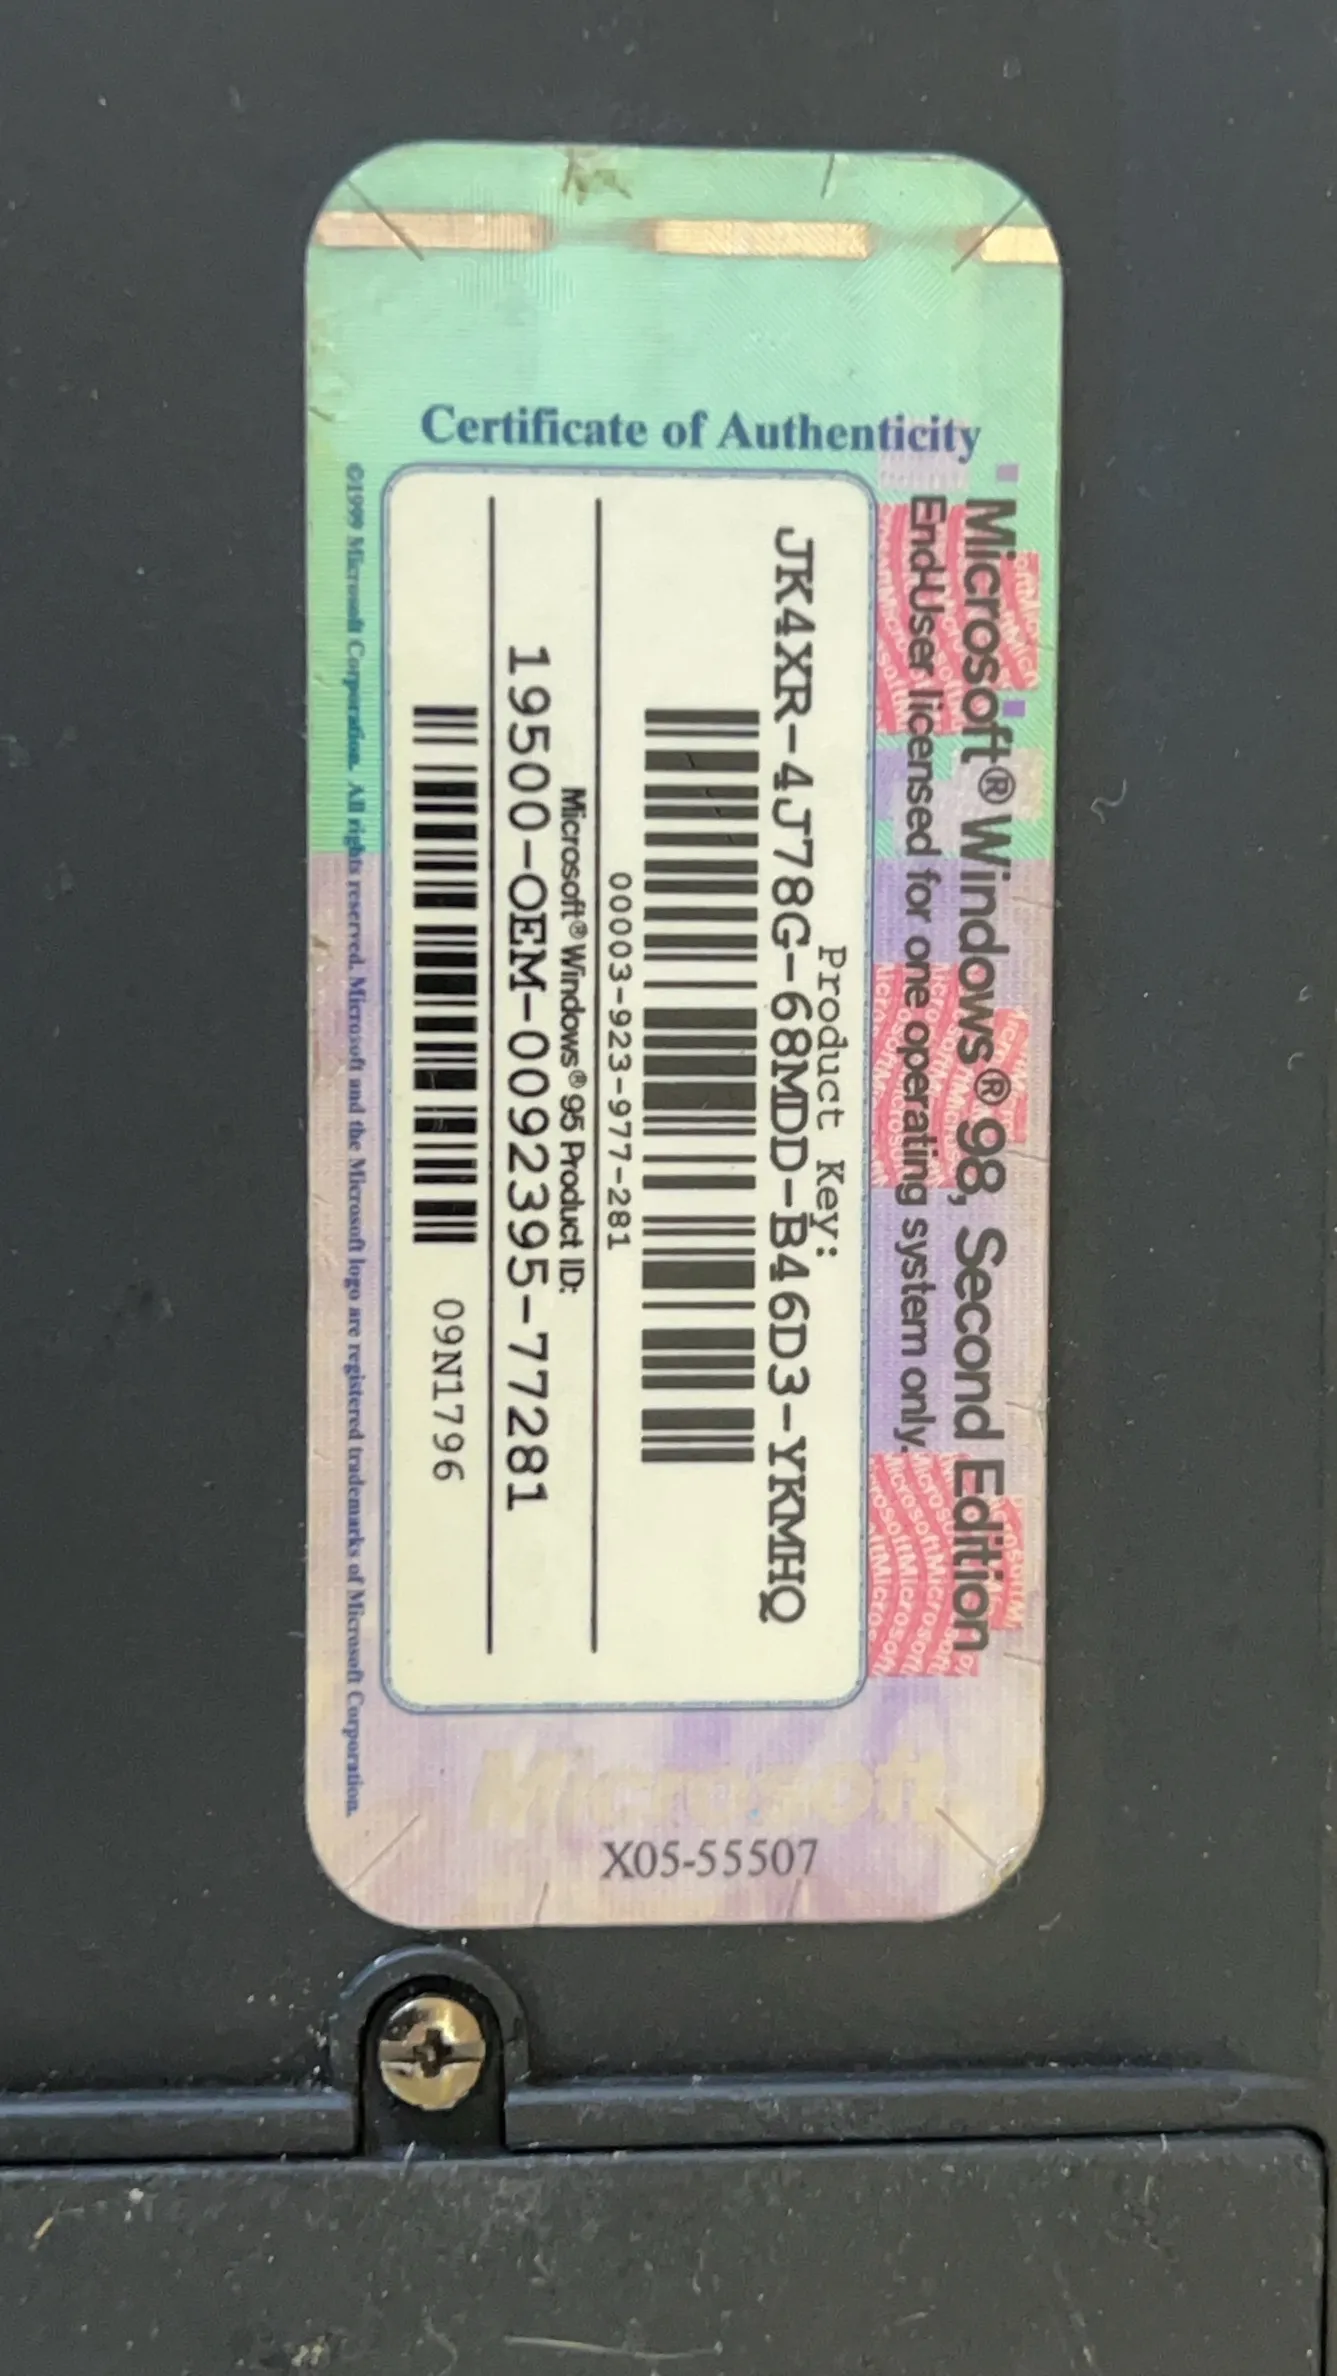 Certificate of Authenticity
Microsoft® Windows® 98, Second Edition
End-User licensed for one operating system only.
Product Key:
JK4XR-4J78G-68MDD-B46D3-YKMHQ
00003-923-977-281
Microsoft® Windows® 95 Product ID:
19500-OEM-0092395-77281
09N1796
©1999 Microsoft Corporation. All rights reserved. Microsoft and the Microsoft logo are registered trademarks of Microsoft Corporation.
Microsoft
X05-55507